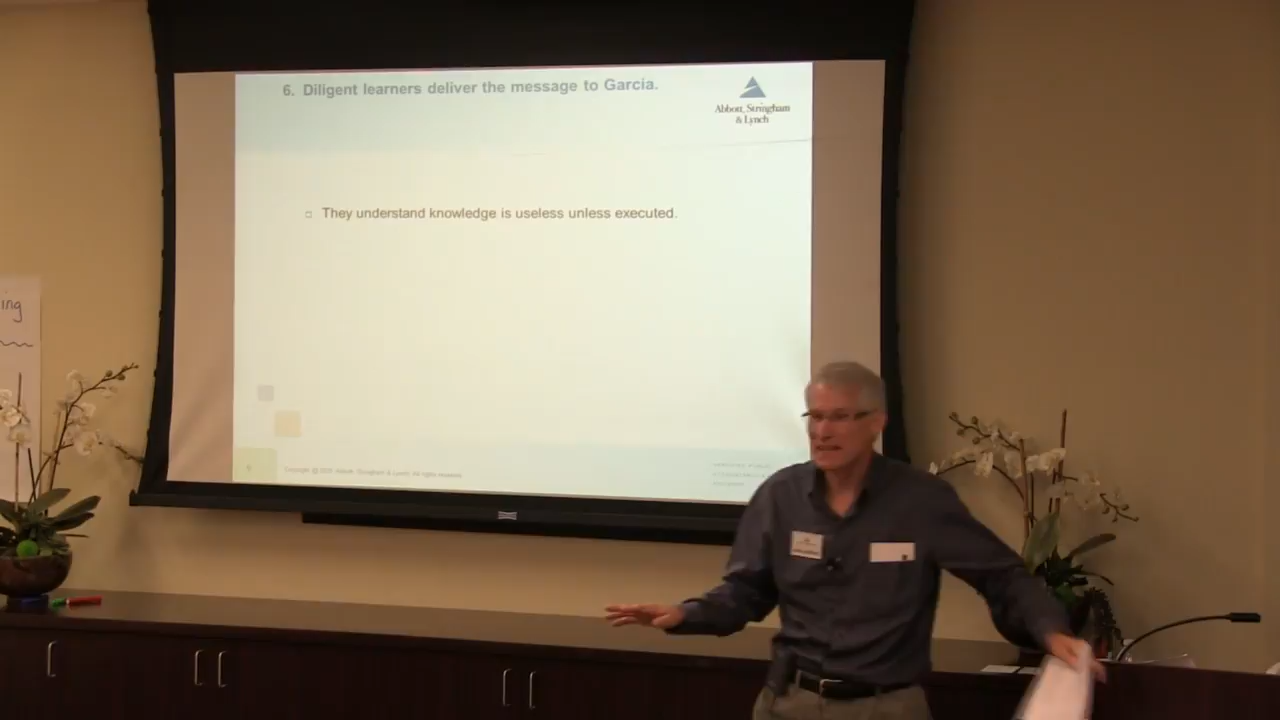 6. Diligent learners deliver the message to Garcia.
Abbott, Stringham
& Lynch
□ They understand knowledge is useless unless executed.
ing